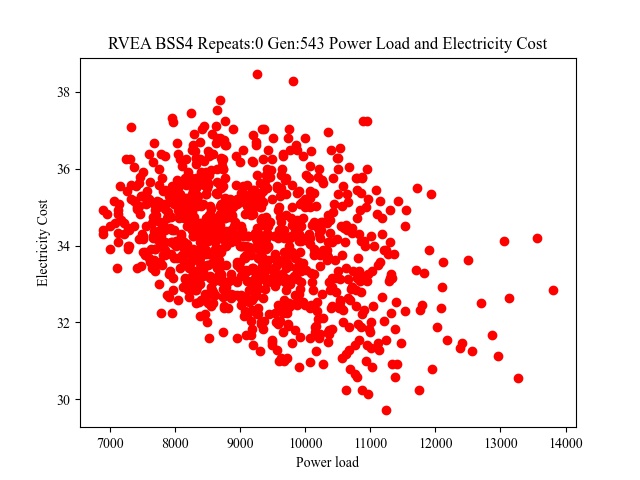 RVEA BSS4 Repeats:0 Gen:543 Power Load and Electricity Cost
38
36
34
32
30
Electricity Cost
7000 8000 9000 10000 11000 12000 13000 14000
Power load